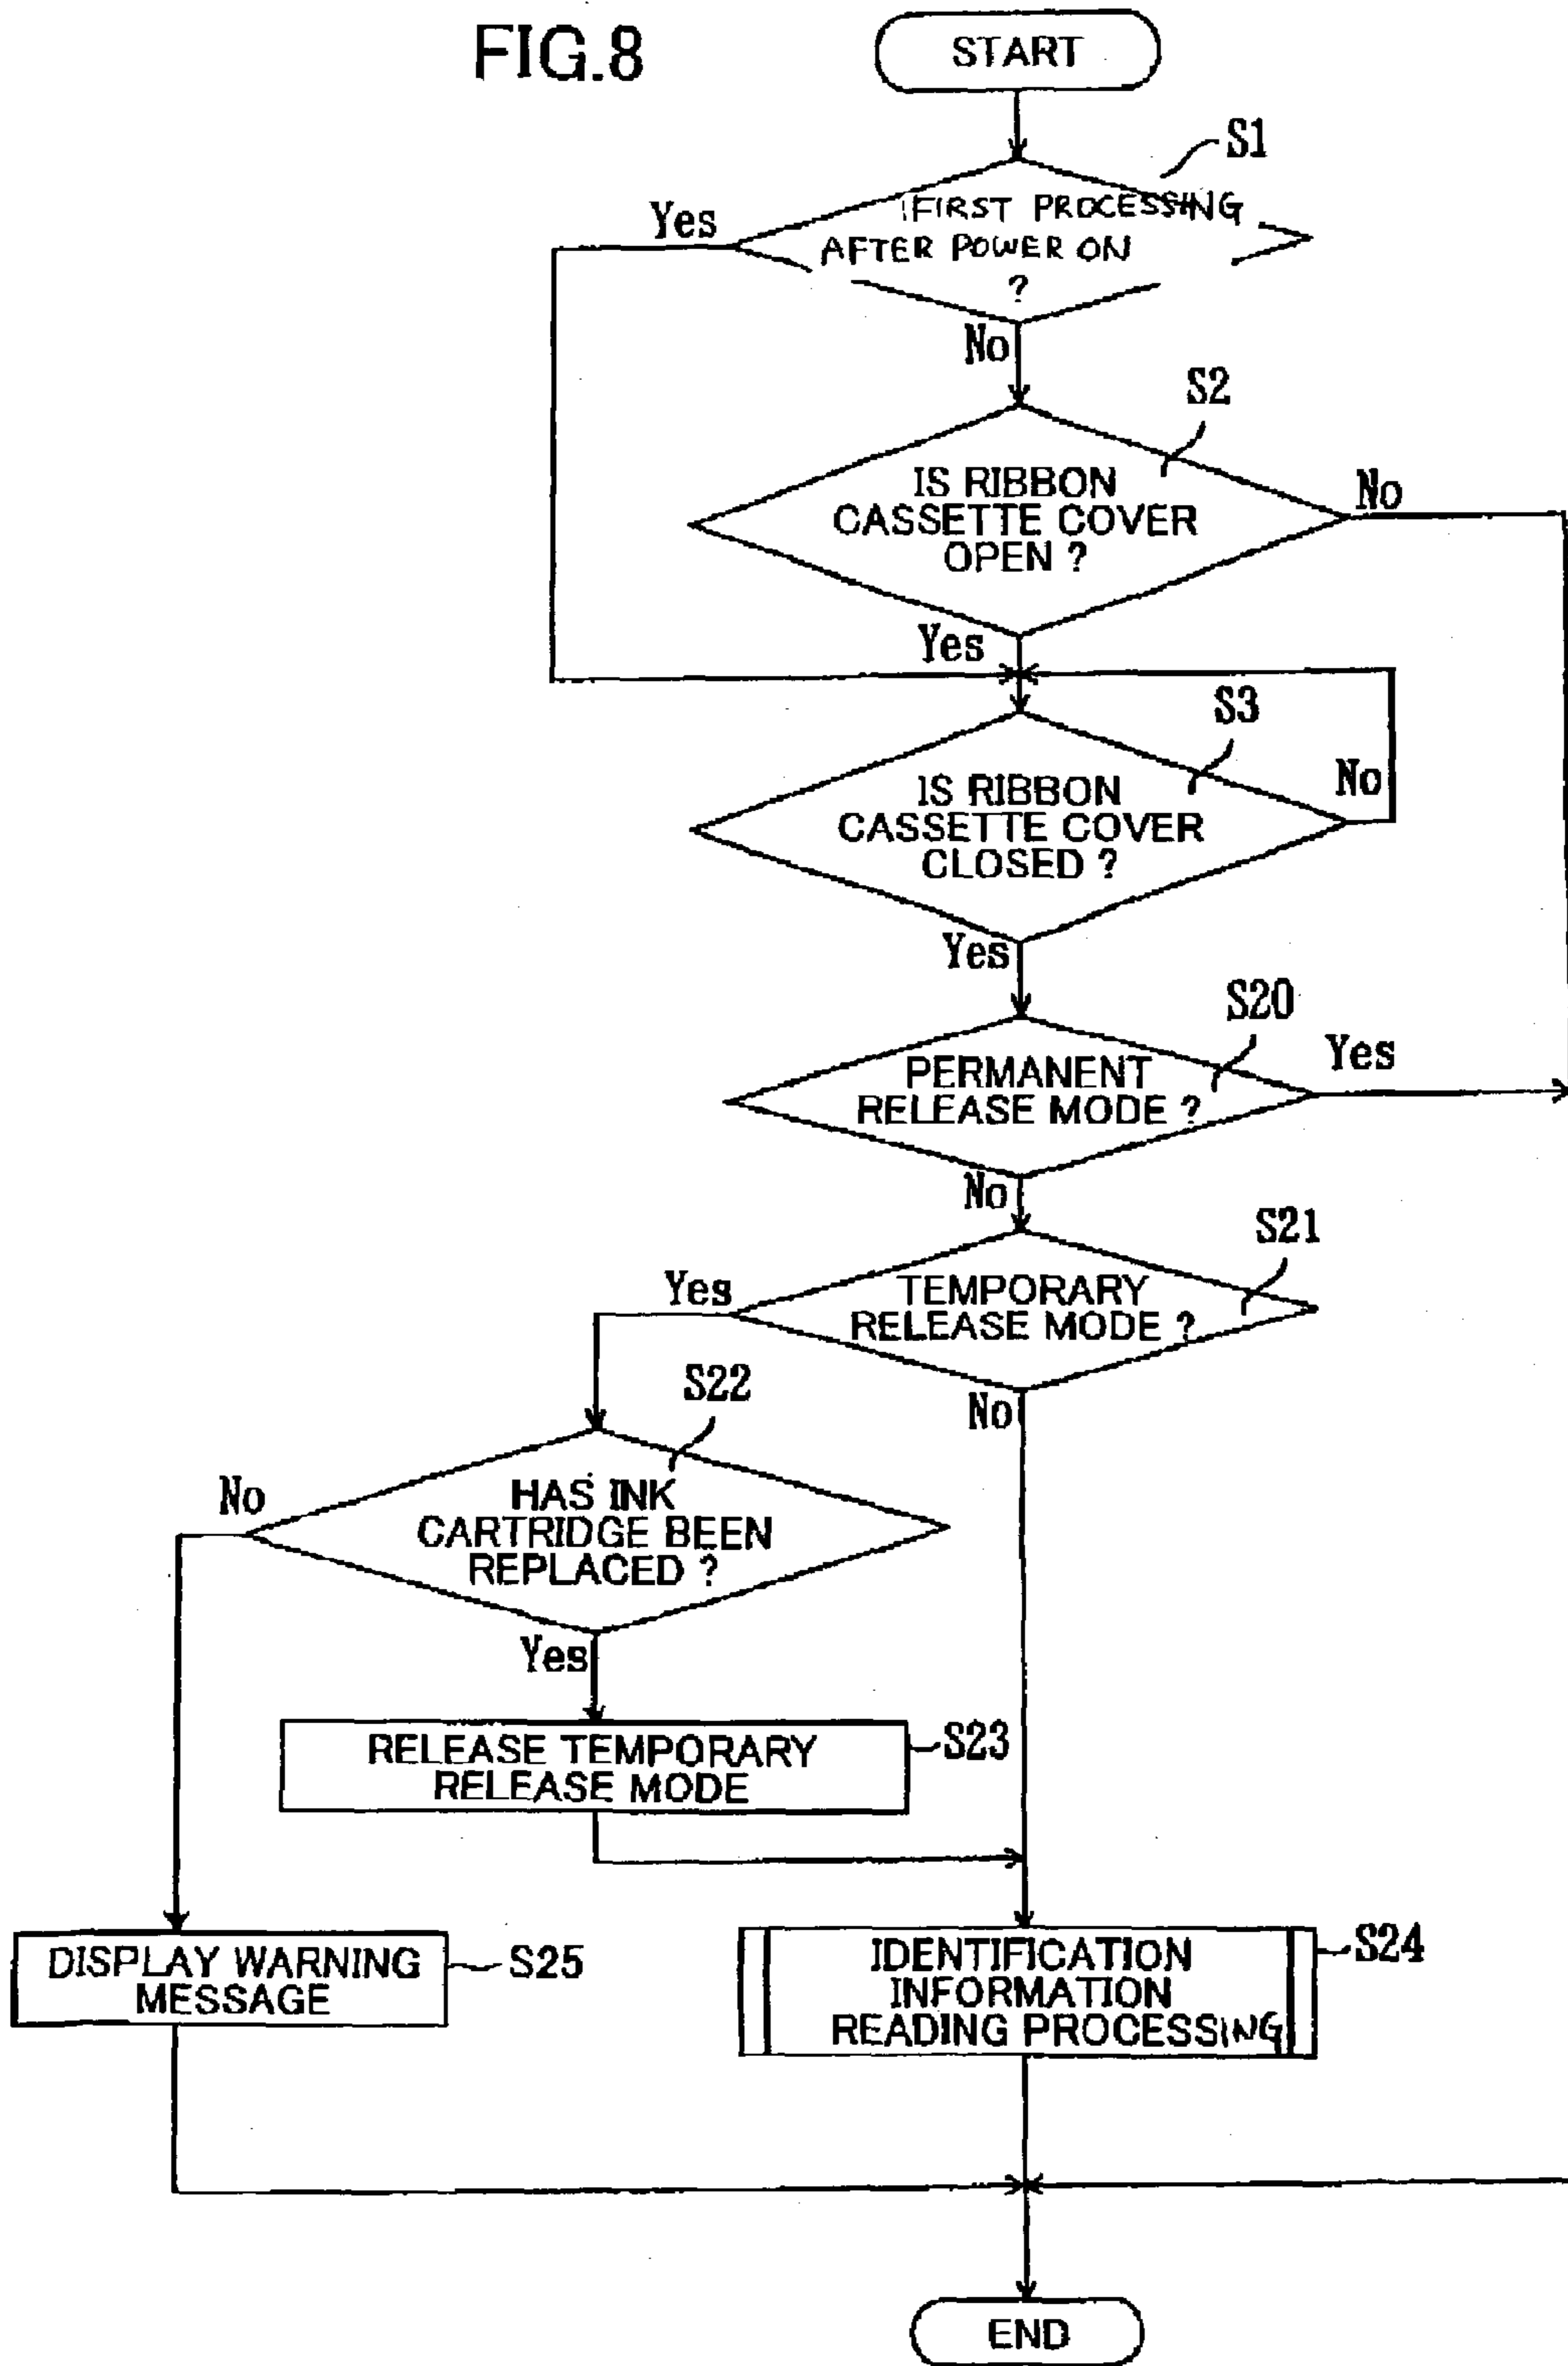 FIG.8
START
S1
FIRST PROCESSING
AFTER POWER ON
?
Yes
No
S2
IS RIBBON
CASSETTE COVER
OPEN ?
No
Yes
S3
IS RIBBON
CASSETTE COVER
CLOSED ?
No
Yes
S20
PERMANENT
RELEASE MODE ?
Yes
No
S21
TEMPORARY
RELEASE MODE ?
Yes
No
S22
HAS INK
CARTRIDGE BEEN
REPLACED ?
No
Yes
RELEASE TEMPORARY
RELEASE MODE
S23
DISPLAY WARNING
MESSAGE
S25
IDENTIFICATION
INFORMATION
READING PROCESSING
S24
END